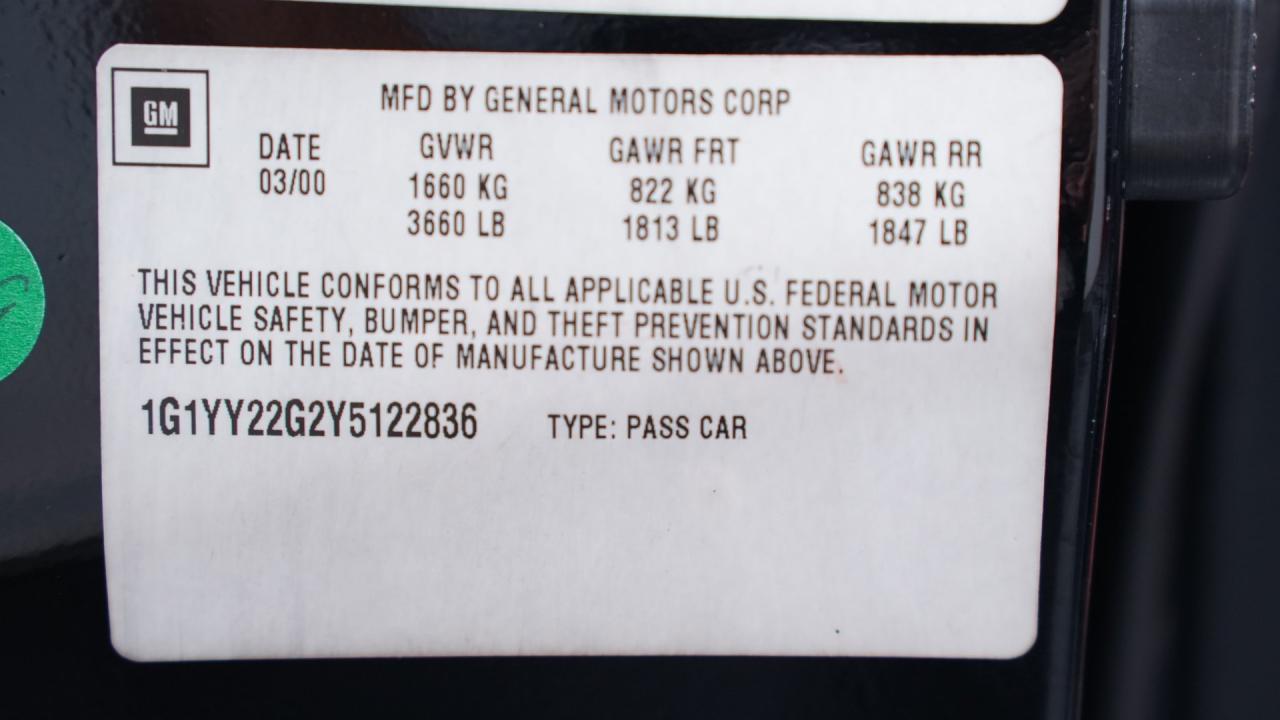 GM
MFD BY GENERAL MOTORS CORP
DATE GVWR GAWR FRT GAWR RR
03/00 1660 KG 822 KG 838 KG
3660 LB 1813 LB 1847 LB
THIS VEHICLE CONFORMS TO ALL APPLICABLE U.S. FEDERAL MOTOR
VEHICLE SAFETY, BUMPER, AND THEFT PREVENTION STANDARDS IN
EFFECT ON THE DATE OF MANUFACTURE SHOWN ABOVE.
1G1YY22G2Y5122836 TYPE: PASS CAR